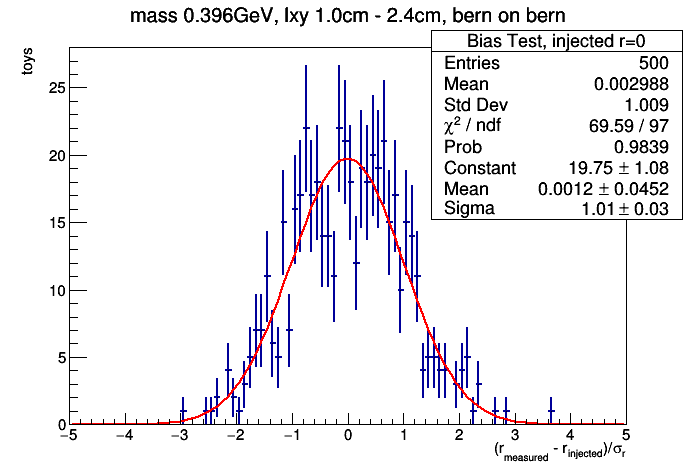 mass 0.396GeV, lxy 1.0cm - 2.4cm, bern on bern
toys
Bias Test, injected r=0
Entries 500
Mean 0.002988
Std Dev 1.009
χ² / ndf 69.59 / 97
Prob 0.9839
Constant 19.75 ± 1.08
Mean 0.0012 ± 0.0452
Sigma 1.01 ± 0.03
25
20
15
10
5
0
−5 −4 −3 −2 −1 0 1 2 3 4 5
(r_measured - r_injected)/σ_r